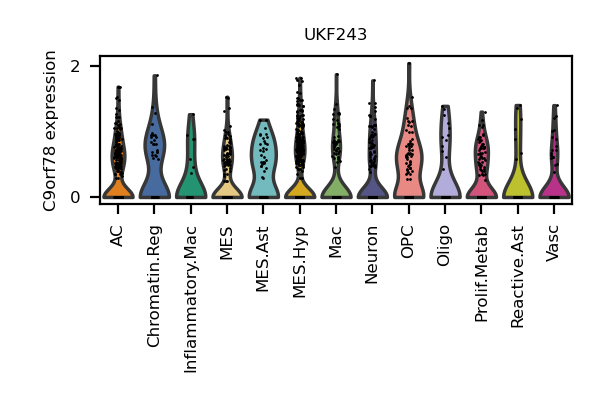 UKF243
C9orf78 expression
2
0
AC
Chromatin.Reg
Inflammatory.Mac
MES
MES.Ast
MES.Hyp
Mac
Neuron
OPC
Oligo
Prolif.Metab
Reactive.Ast
Vasc